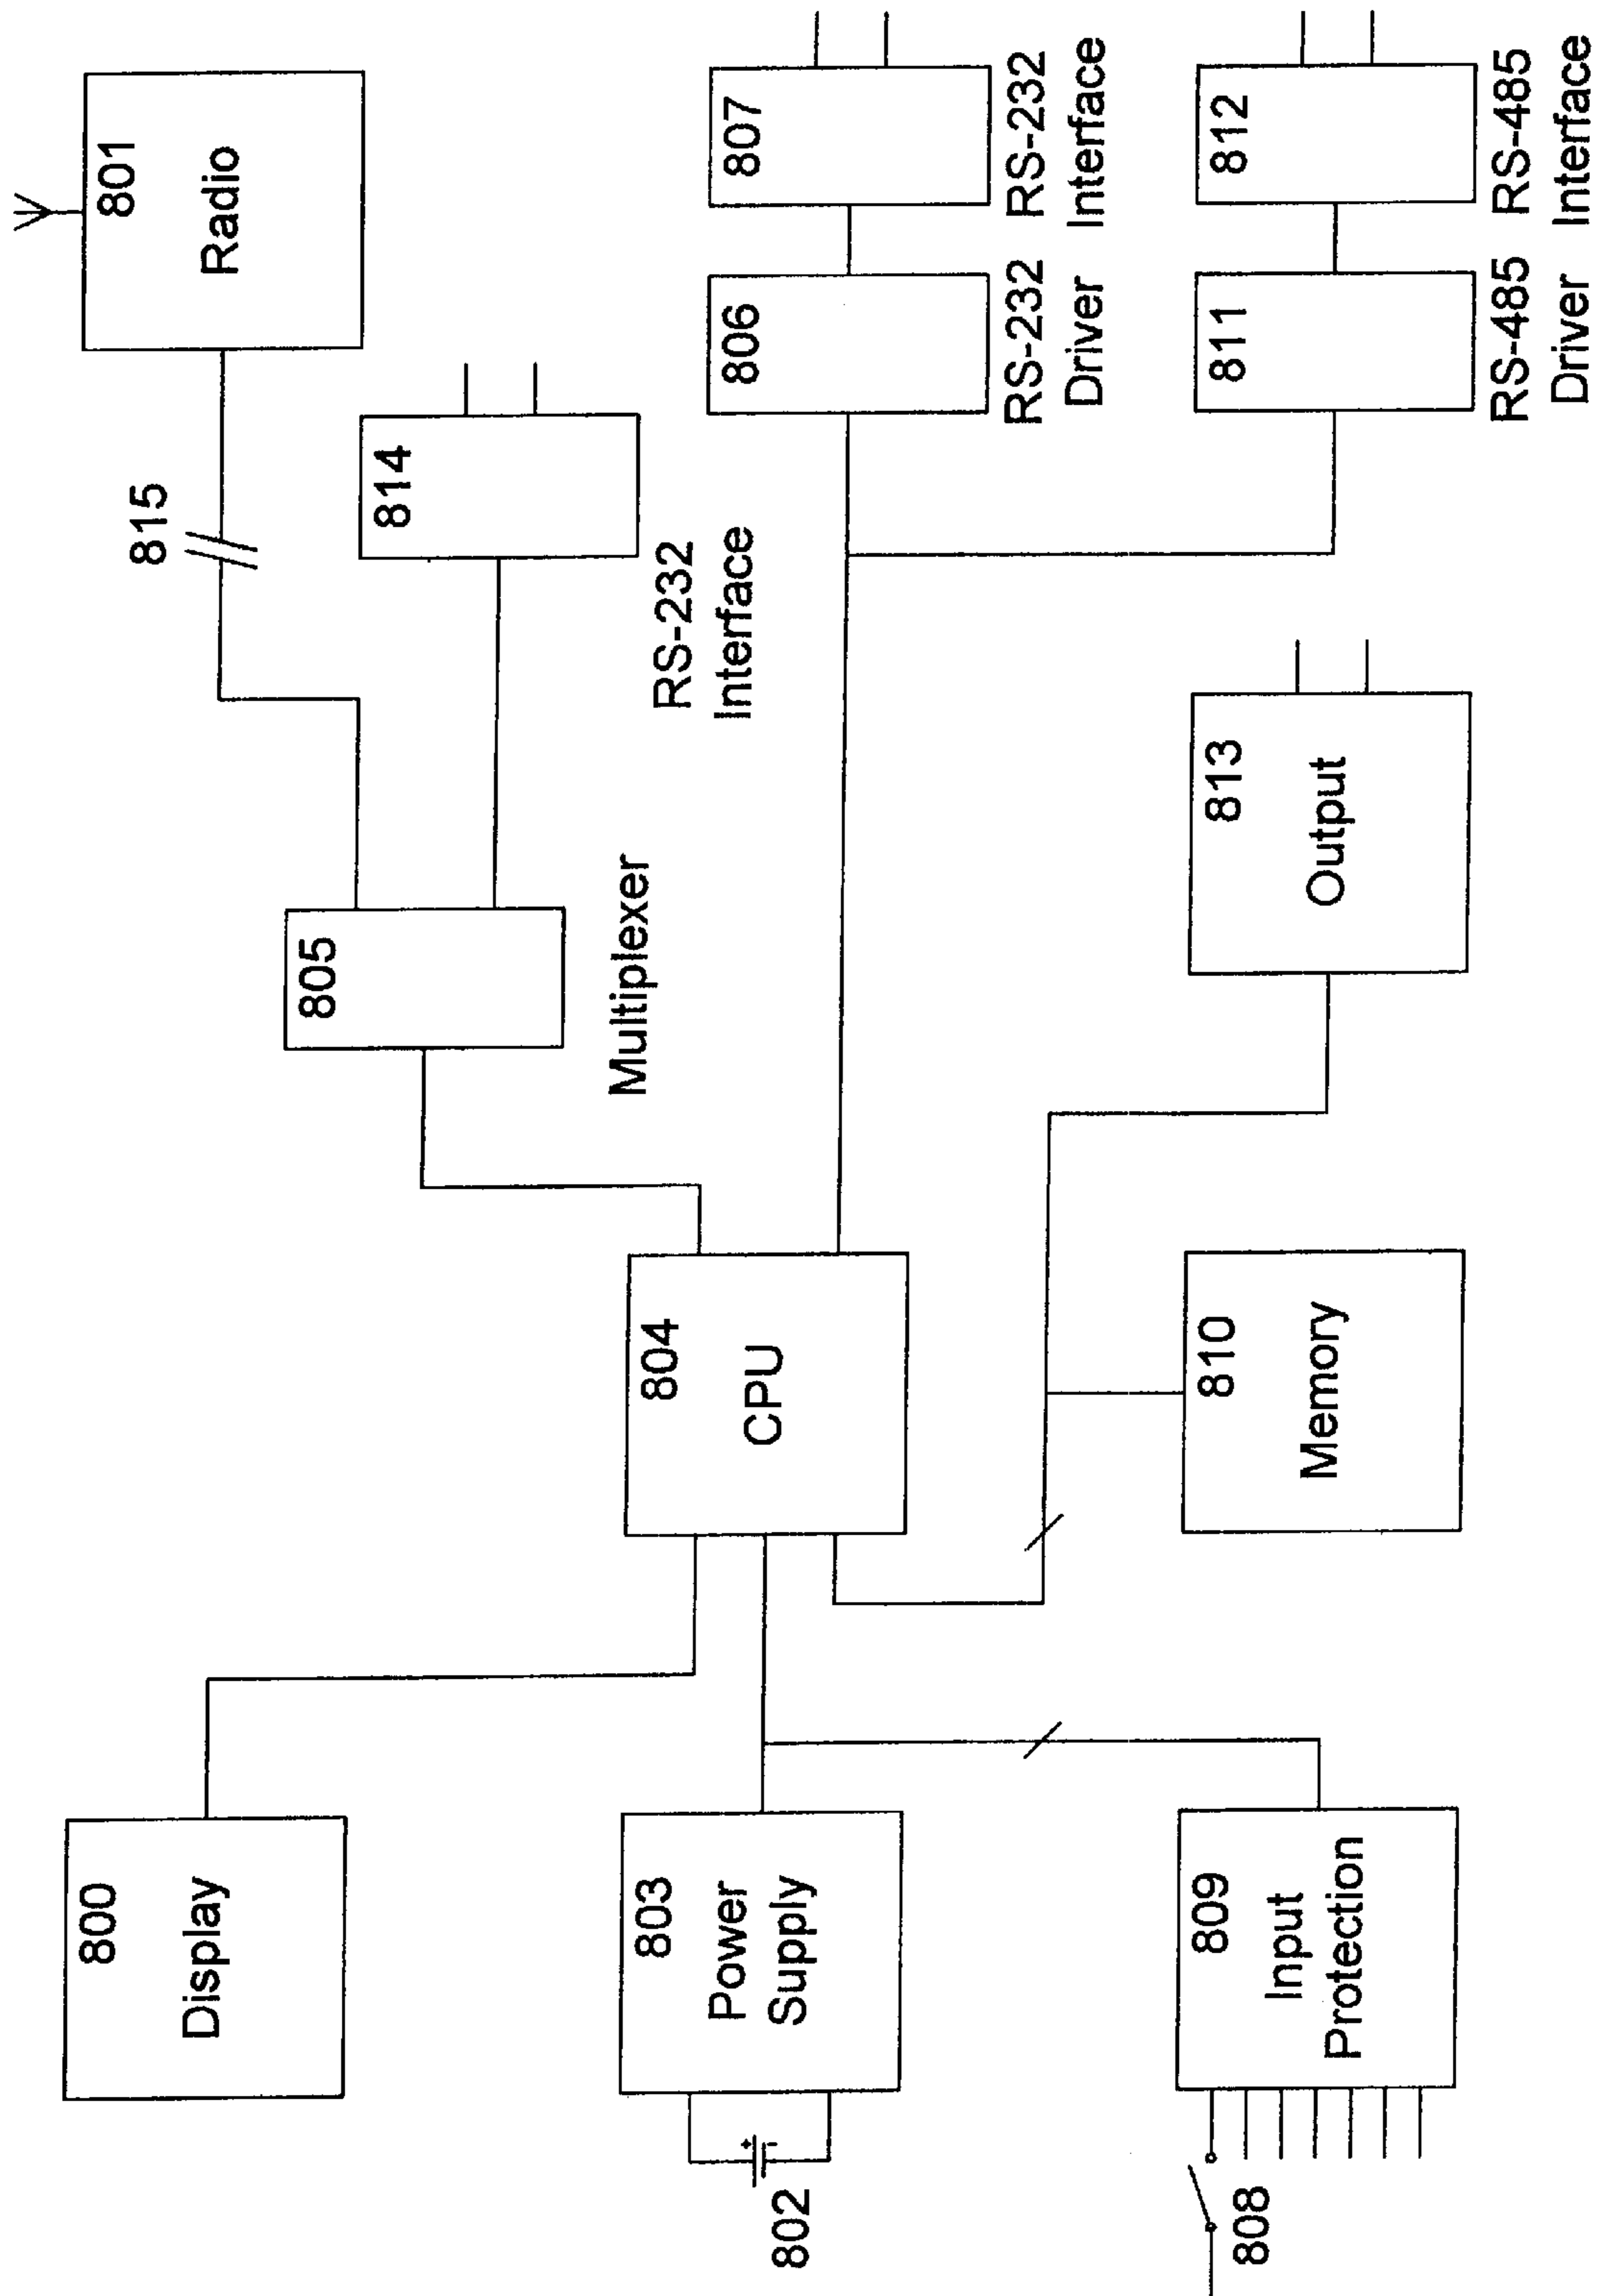 800
Display
801
Radio
815
814
RS-232
Interface
805
Multiplexer
802
803
Power
Supply
804
CPU
806
RS-232
Driver
807
RS-232
Interface
808
809
Input
Protection
810
Memory
813
Output
811
RS-485
Driver
812
RS-485
Interface